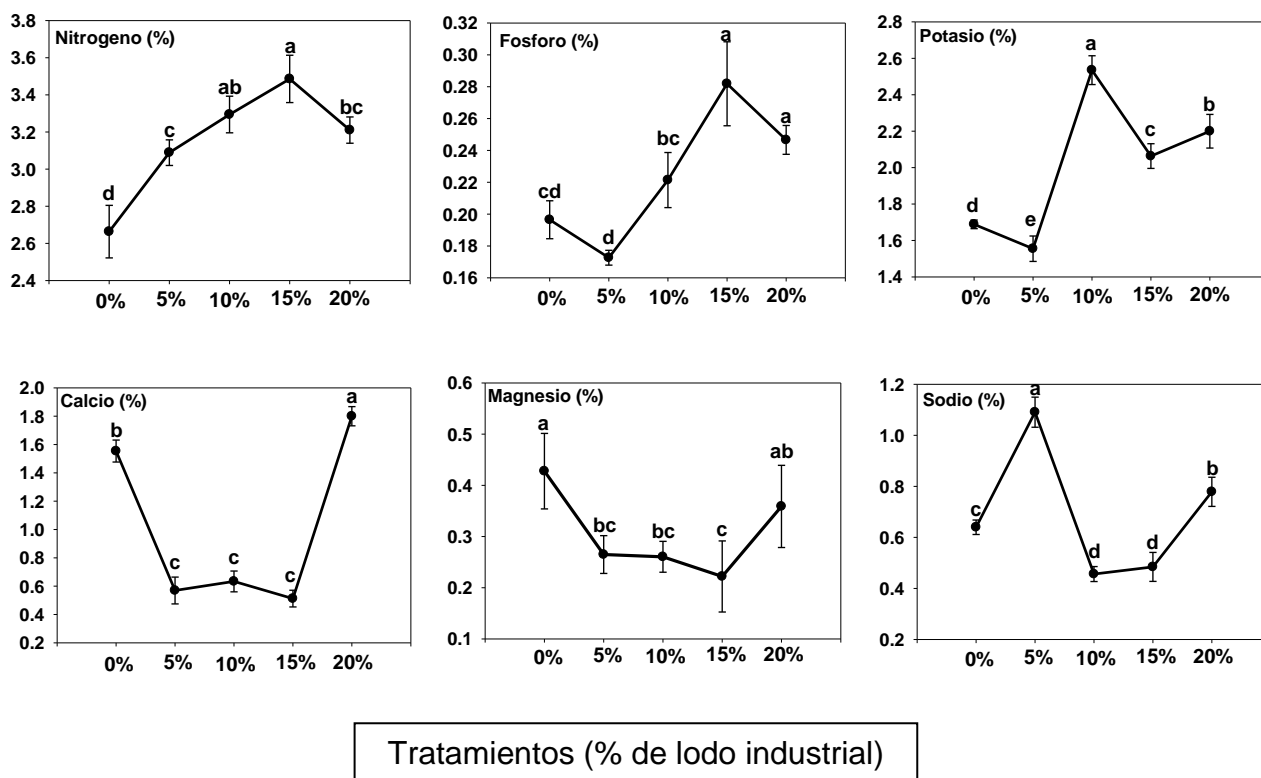 Nitrogeno (%)
3.8
3.6
3.4
3.2
3.0
2.8
2.6
2.4
d
c
ab
a
bc
0% 5% 10% 15% 20%
Fosforo (%)
0.32
0.30
0.28
0.26
0.24
0.22
0.20
0.18
0.16
cd
d
bc
a
a
0% 5% 10% 15% 20%
Potasio (%)
2.8
2.6
2.4
2.2
2.0
1.8
1.6
1.4
d
e
a
c
b
0% 5% 10% 15% 20%
Calcio (%)
2.0
1.8
1.6
1.4
1.2
1.0
0.8
0.6
0.4
0.2
b
c
c
c
a
0% 5% 10% 15% 20%
Magnesio (%)
0.6
0.5
0.4
0.3
0.2
0.1
a
bc
bc
c
ab
0% 5% 10% 15% 20%
Sodio (%)
1.2
1.0
0.8
0.6
0.4
0.2
c
a
d
d
b
0% 5% 10% 15% 20%
Tratamientos (% de lodo industrial)